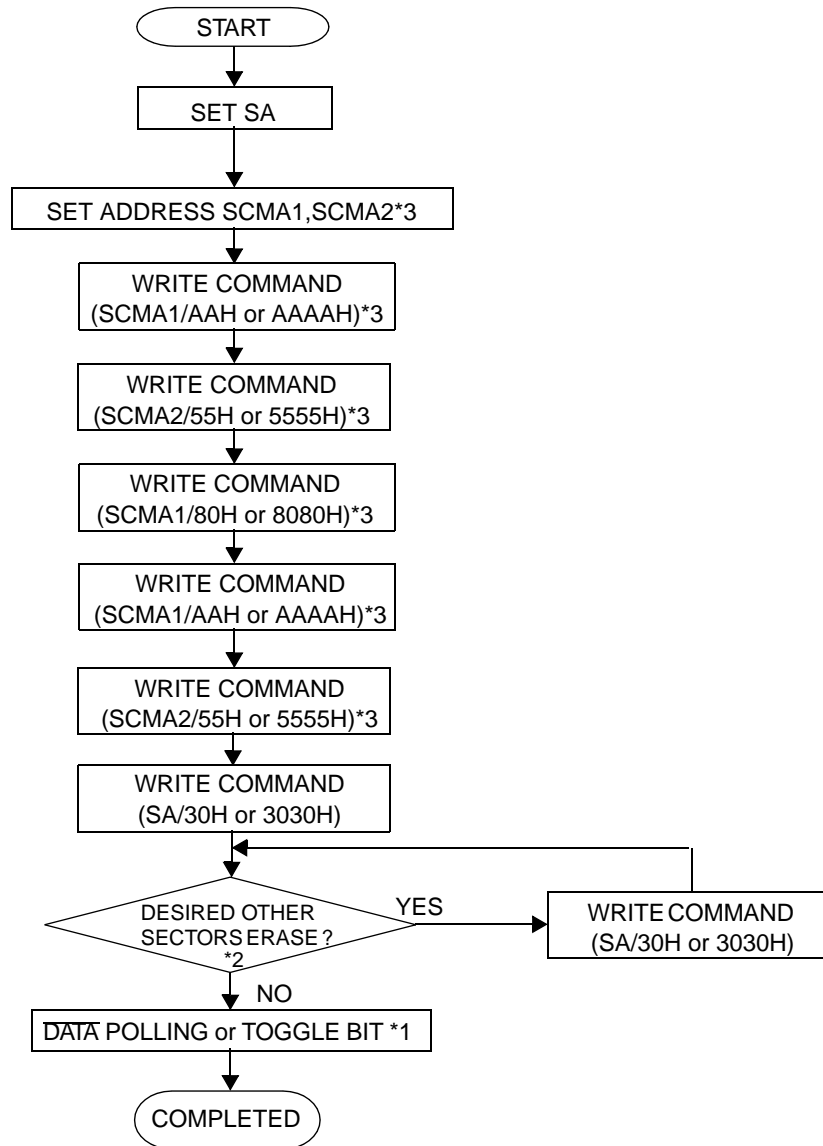 START
SET SA
SET ADDRESS SCMA1,SCMA2*3
WRITE COMMAND
(SCMA1/AAH or AAAAH)*3
WRITE COMMAND
(SCMA2/55H or 5555H)*3
WRITE COMMAND
(SCMA1/80H or 8080H)*3
WRITE COMMAND
(SCMA1/AAH or AAAAH)*3
WRITE COMMAND
(SCMA2/55H or 5555H)*3
WRITE COMMAND
(SA/30H or 3030H)
DESIRED OTHER
SECTORS ERASE ?
*2
YES
WRITE COMMAND
(SA/30H or 3030H)
NO
DATA POLLING or TOGGLE BIT *1
COMPLETED